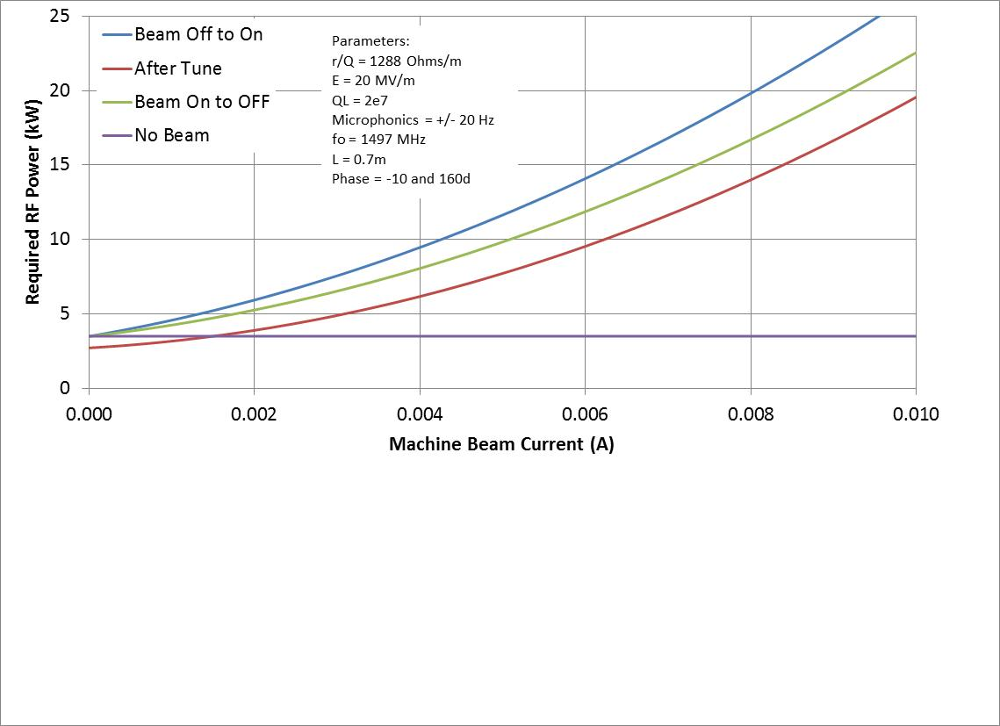 25
20
15
10
5
0
Required RF Power (kW)
Beam Off to On
After Tune
Beam On to OFF
No Beam
Parameters:
r/Q = 1288 Ohms/m
E = 20 MV/m
QL = 2e7
Microphonics = +/- 20 Hz
fo = 1497 MHz
L = 0.7m
Phase = -10 and 160d
0.000 0.002 0.004 0.006 0.008 0.010
Machine Beam Current (A)